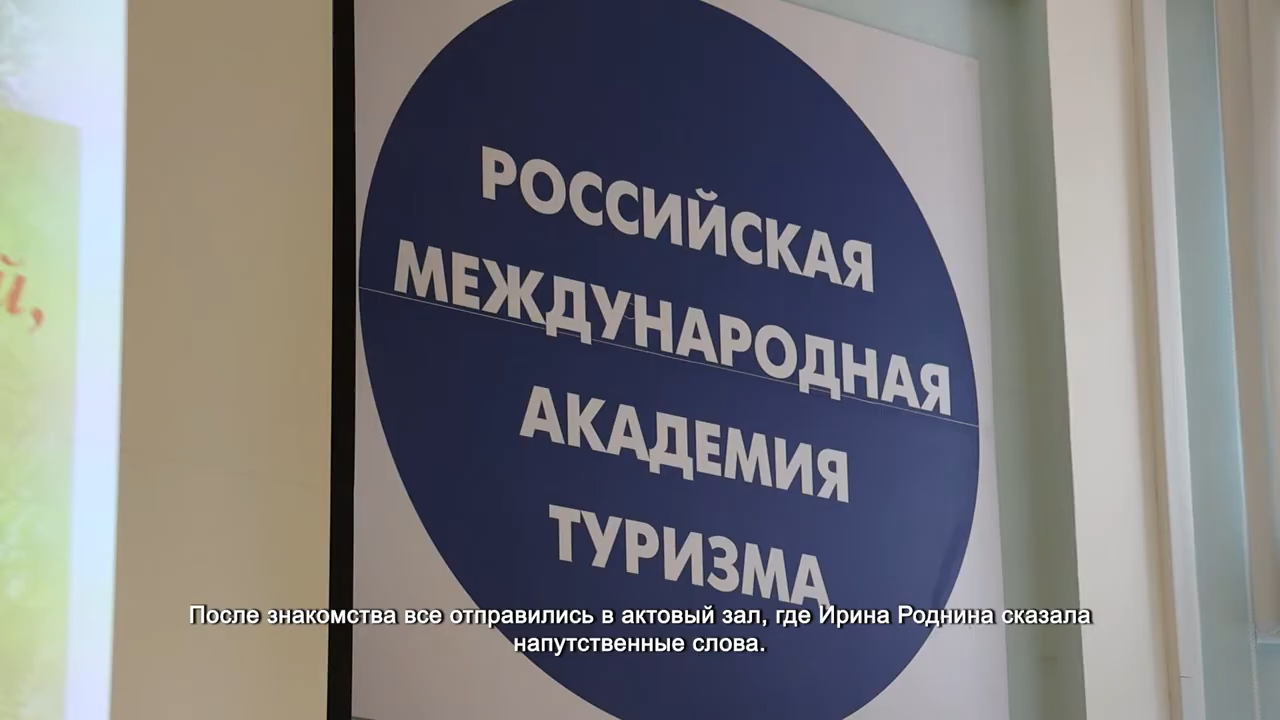 РОССИЙСКАЯ
МЕЖДУНАРОДНАЯ
АКАДЕМИЯ
ТУРИЗМА
После знакомства все отправились в актовый зал, где Ирина Роднина сказала
напутственные слова.